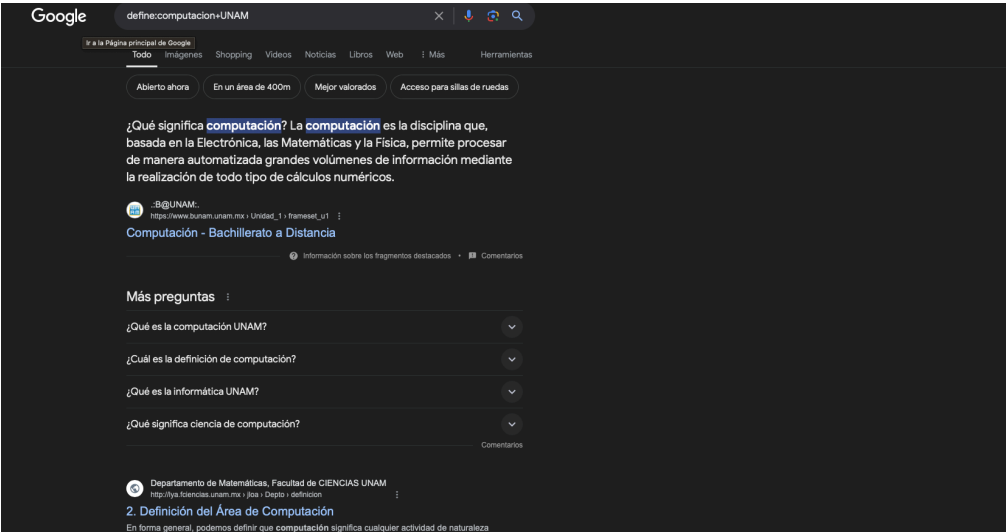 Google
define:computacion+UNAM
Ir a la Página principal de Google
Todo Imágenes Shopping Videos Noticias Libros Web : Más Herramientas
Abierto ahora En un área de 400m Mejor valorados Acceso para sillas de ruedas
¿Qué significa computación? La computación es la disciplina que,
basada en la Electrónica, las Matemáticas y la Física, permite procesar
de manera automatizada grandes volúmenes de información mediante
la realización de todo tipo de cálculos numéricos.
.:B@UNAM:.
https://www.bunam.unam.mx › Unidad_1 › frameset_u1
Computación - Bachillerato a Distancia
Información sobre los fragmentos destacados • Comentarios
Más preguntas
¿Qué es la computación UNAM?
¿Cuál es la definición de computación?
¿Qué es la informática UNAM?
¿Qué significa ciencia de computación?
Comentarios
Departamento de Matemáticas, Facultad de CIENCIAS UNAM
http://lya.fciencias.unam.mx › jloa › Depto › definicion
2. Definición del Área de Computación
En forma general, podemos definir que computación significa cualquier actividad de naturaleza